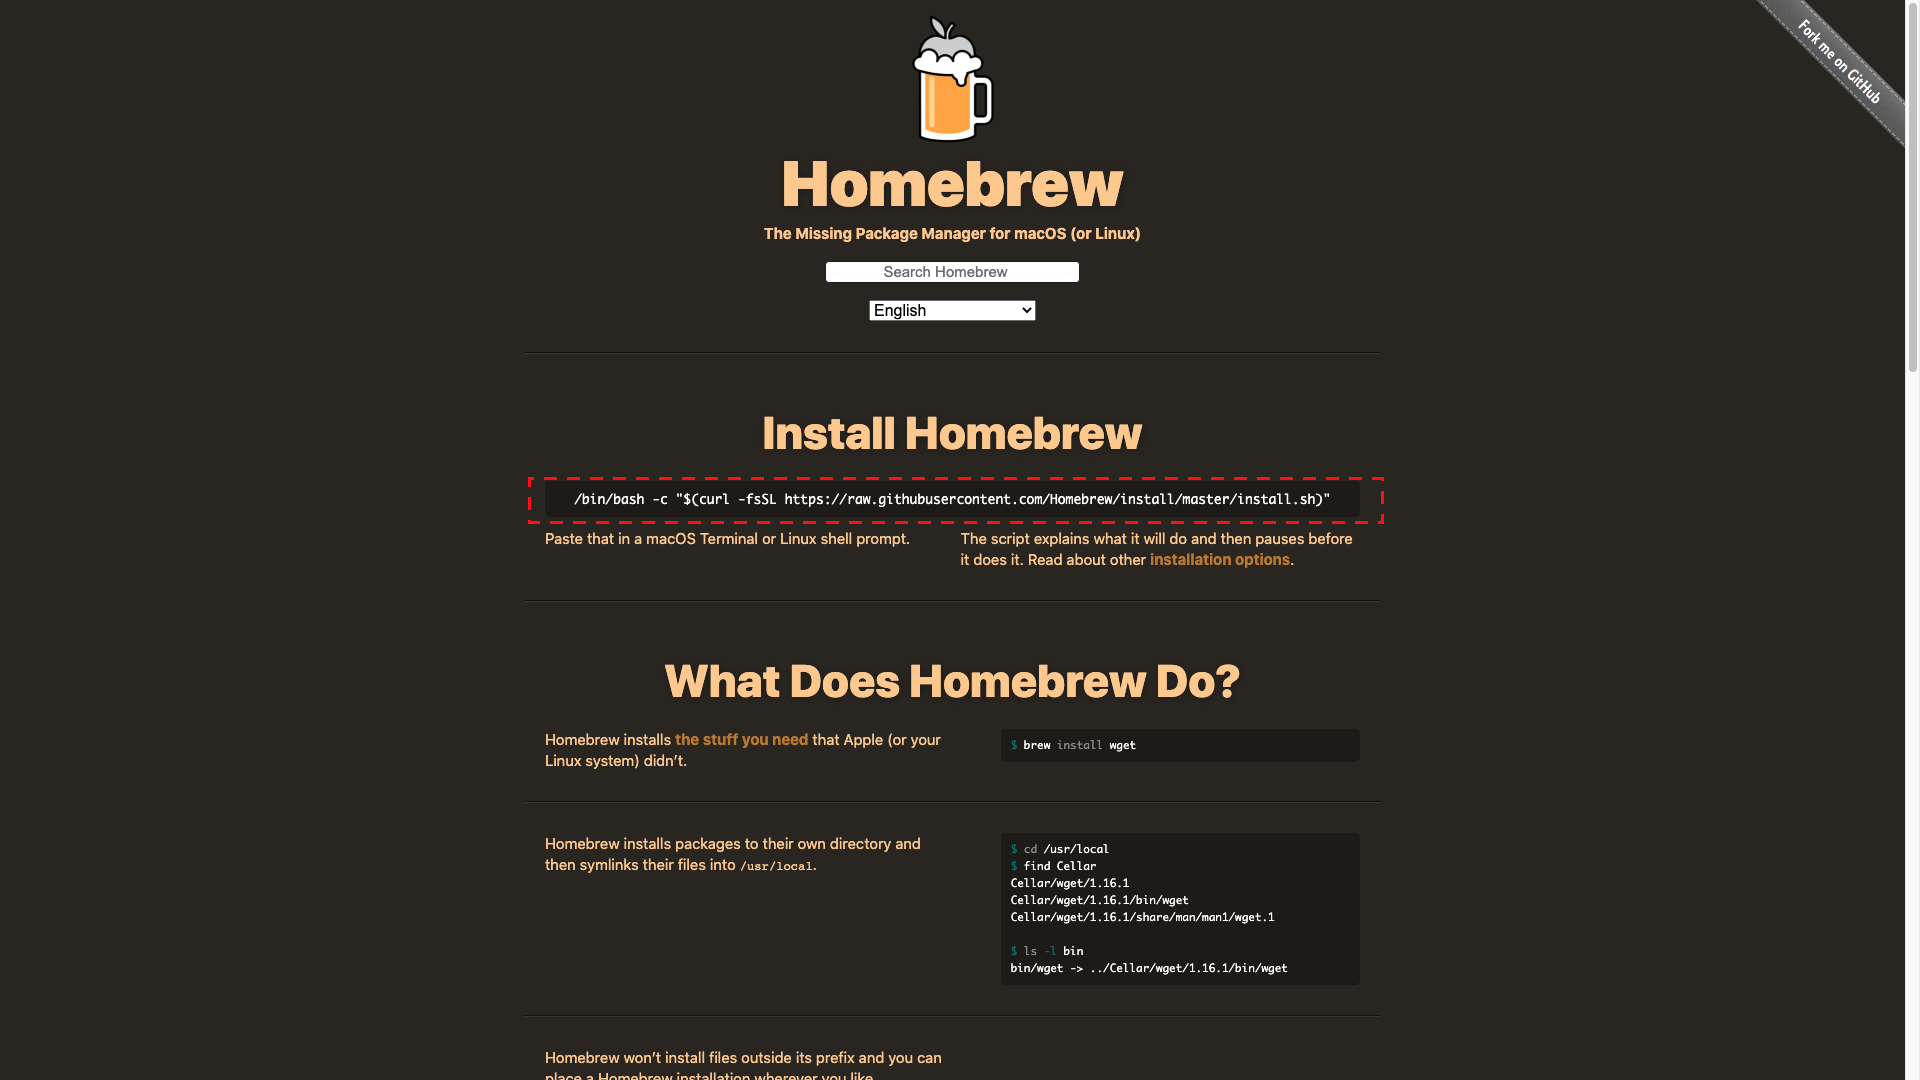 Fork me on GitHub
Homebrew
The Missing Package Manager for macOS (or Linux)
Search Homebrew
English
Install Homebrew
/bin/bash -c "$(curl -fsSL https://raw.githubusercontent.com/Homebrew/install/master/install.sh)"
Paste that in a macOS Terminal or Linux shell prompt.
The script explains what it will do and then pauses before
it does it. Read about other installation options.
What Does Homebrew Do?
Homebrew installs the stuff you need that Apple (or your
Linux system) didn’t.
$ brew install wget
Homebrew installs packages to their own directory and
then symlinks their files into /usr/local.
$ cd /usr/local
$ find Cellar
Cellar/wget/1.16.1
Cellar/wget/1.16.1/bin/wget
Cellar/wget/1.16.1/share/man/man1/wget.1
$ ls -l bin
bin/wget -> ../Cellar/wget/1.16.1/bin/wget
Homebrew won’t install files outside its prefix and you can
place a Homebrew installation wherever you like.